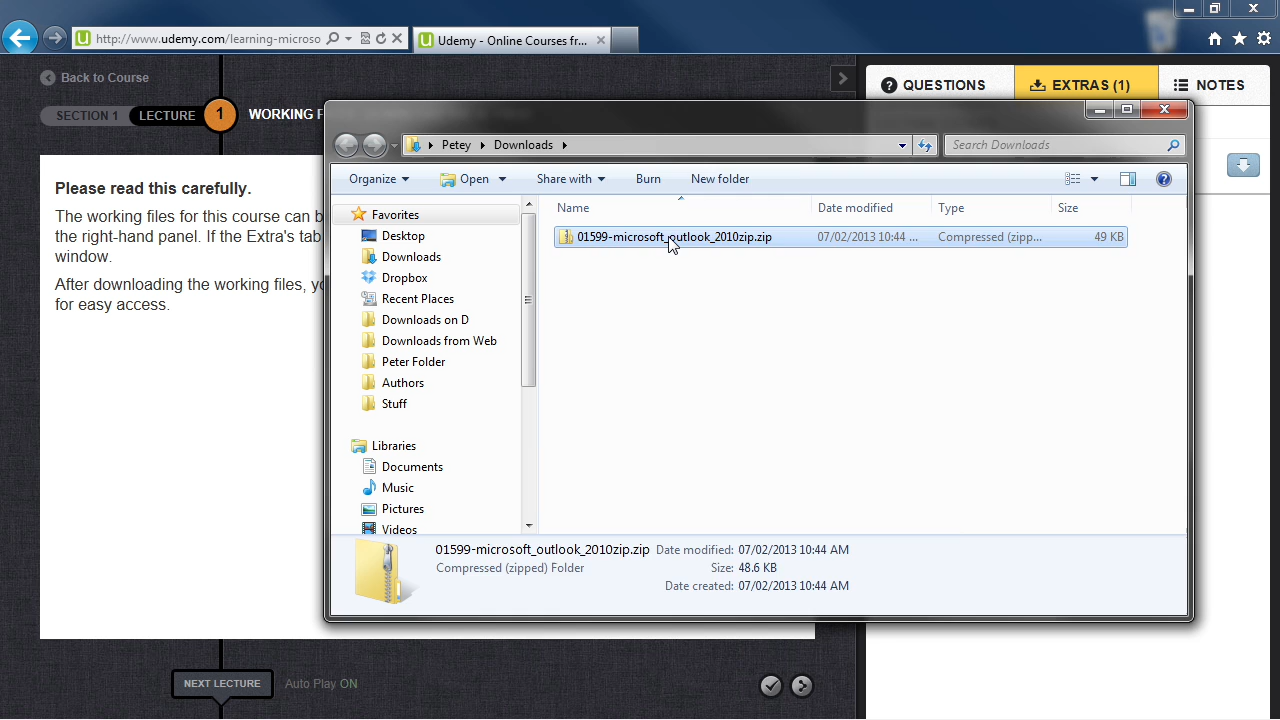 http://www.udemy.com/learning-microso
Udemy - Online Courses fr...
Back to Course
SECTION 1 LECTURE 1 WORKING F
QUESTIONS
EXTRAS (1)
NOTES
Please read this carefully.
The working files for this course can b
the right-hand panel. If the Extra's tab
window.
After downloading the working files, yo
for easy access.
NEXT LECTURE
Auto Play ON
Petey Downloads
Search Downloads
Organize Open Share with Burn New folder
Name Date modified Type Size
01599-microsoft_outlook_2010zip.zip 07/02/2013 10:44 ... Compressed (zipp... 49 KB
Favorites
Desktop
Downloads
Dropbox
Recent Places
Downloads on D
Downloads from Web
Peter Folder
Authors
Stuff
Libraries
Documents
Music
Pictures
Videos
01599-microsoft_outlook_2010zip.zip Date modified: 07/02/2013 10:44 AM
Compressed (zipped) Folder Size: 48.6 KB
Date created: 07/02/2013 10:44 AM